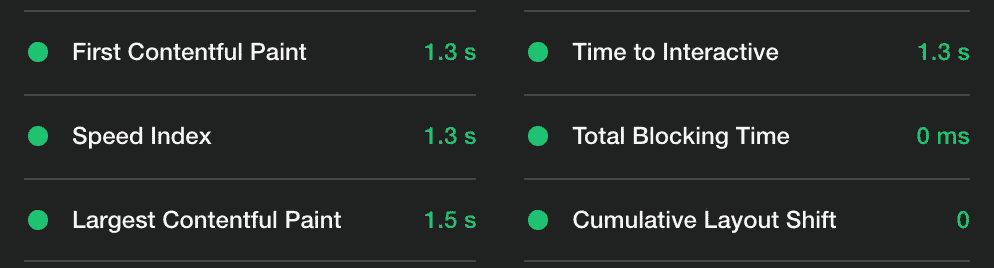 First Contentful Paint 1.3 s
Time to Interactive 1.3 s
Speed Index 1.3 s
Total Blocking Time 0 ms
Largest Contentful Paint 1.5 s
Cumulative Layout Shift 0